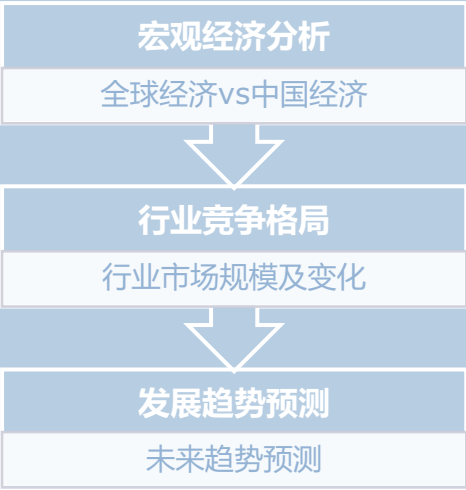 宏观经济分析
全球经济vs中国经济
行业竞争格局
行业市场规模及变化
发展趋势预测
未来趋势预测